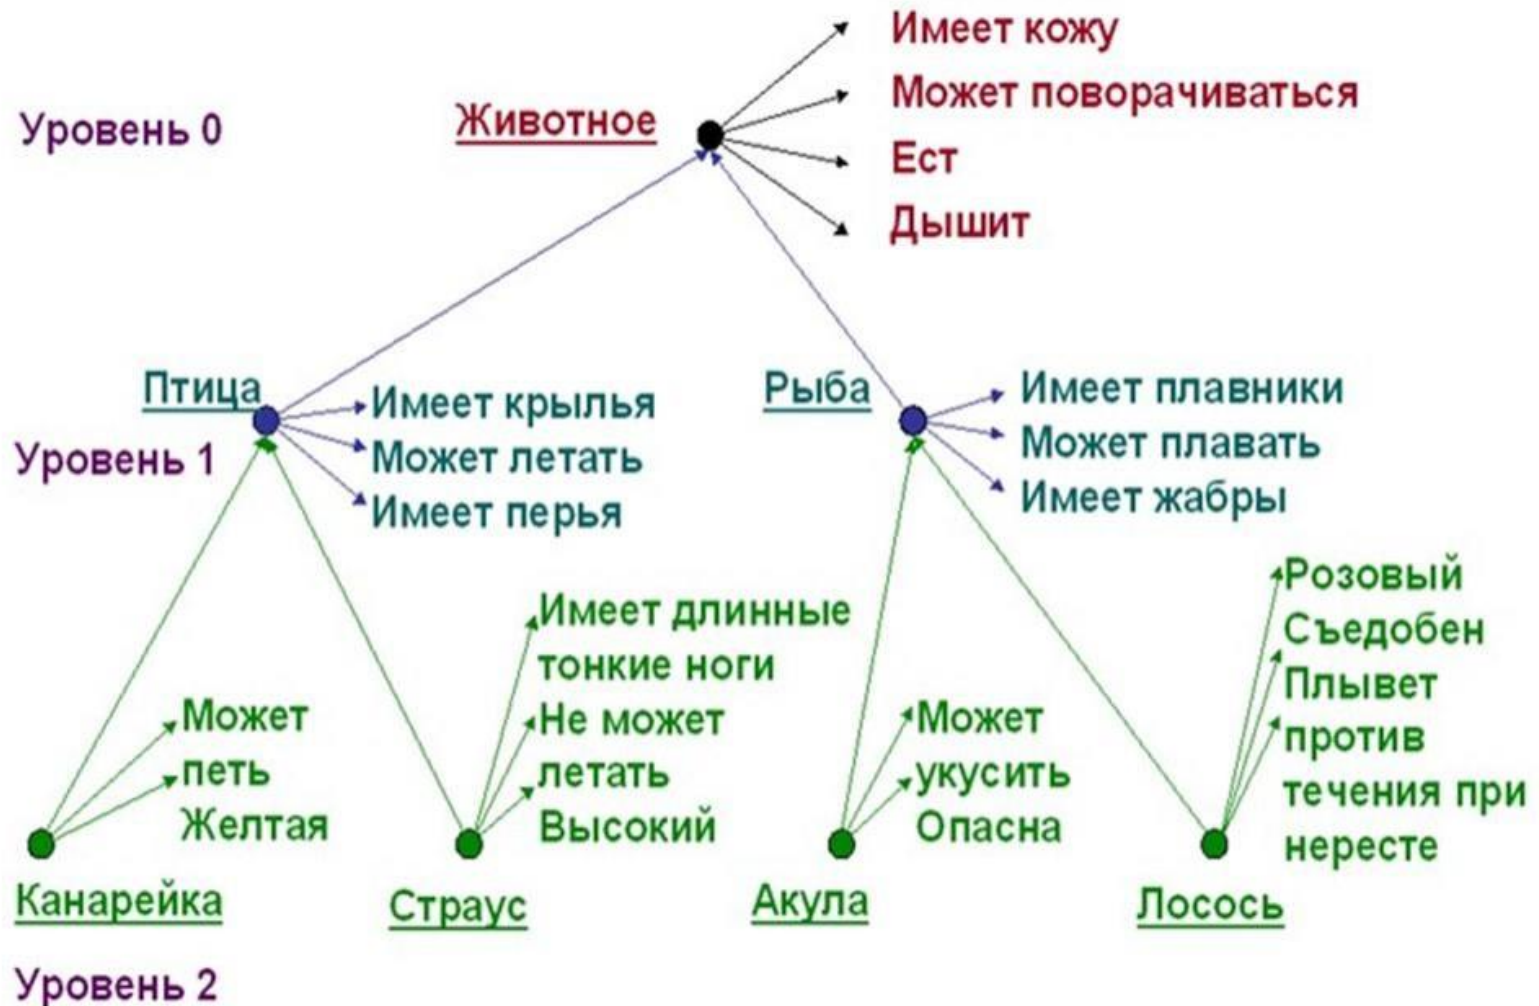 Имеет кожу
Может поворачиваться
Уровень 0
Животное
Ест
Дышит
Птица
Имеет крылья
Может летать
Имеет перья
Рыба
Имеет плавники
Может плавать
Имеет жабры
Уровень 1
Может
петь
Желтая
Имеет длинные
тонкие ноги
Не может
летать
Высокий
Может
укусить
Опасна
Розовый
Съедобен
Плывет
против
течения при
нересте
Канарейка
Страус
Акула
Лосось
Уровень 2